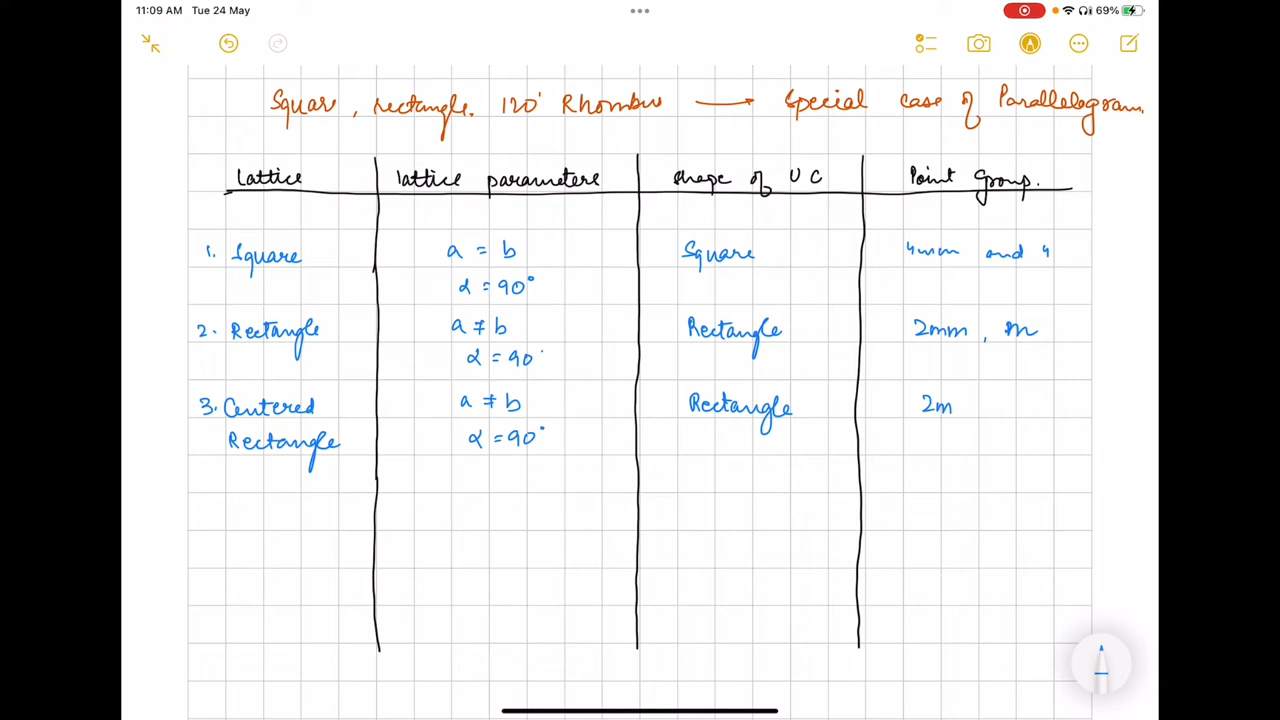 11:09 AM Tue 24 May
69%
Square, rectangle. 120° Rhombus → Special case of Parallelogram.
Lattice lattice parameters shape of UC Point Group.
1. Square a = b Square 4mm and 4
α = 90°
2. Rectangle a ≠ b Rectangle 2mm, m
α = 90°
3. Centered a ≠ b Rectangle 2m
Rectangle α = 90°